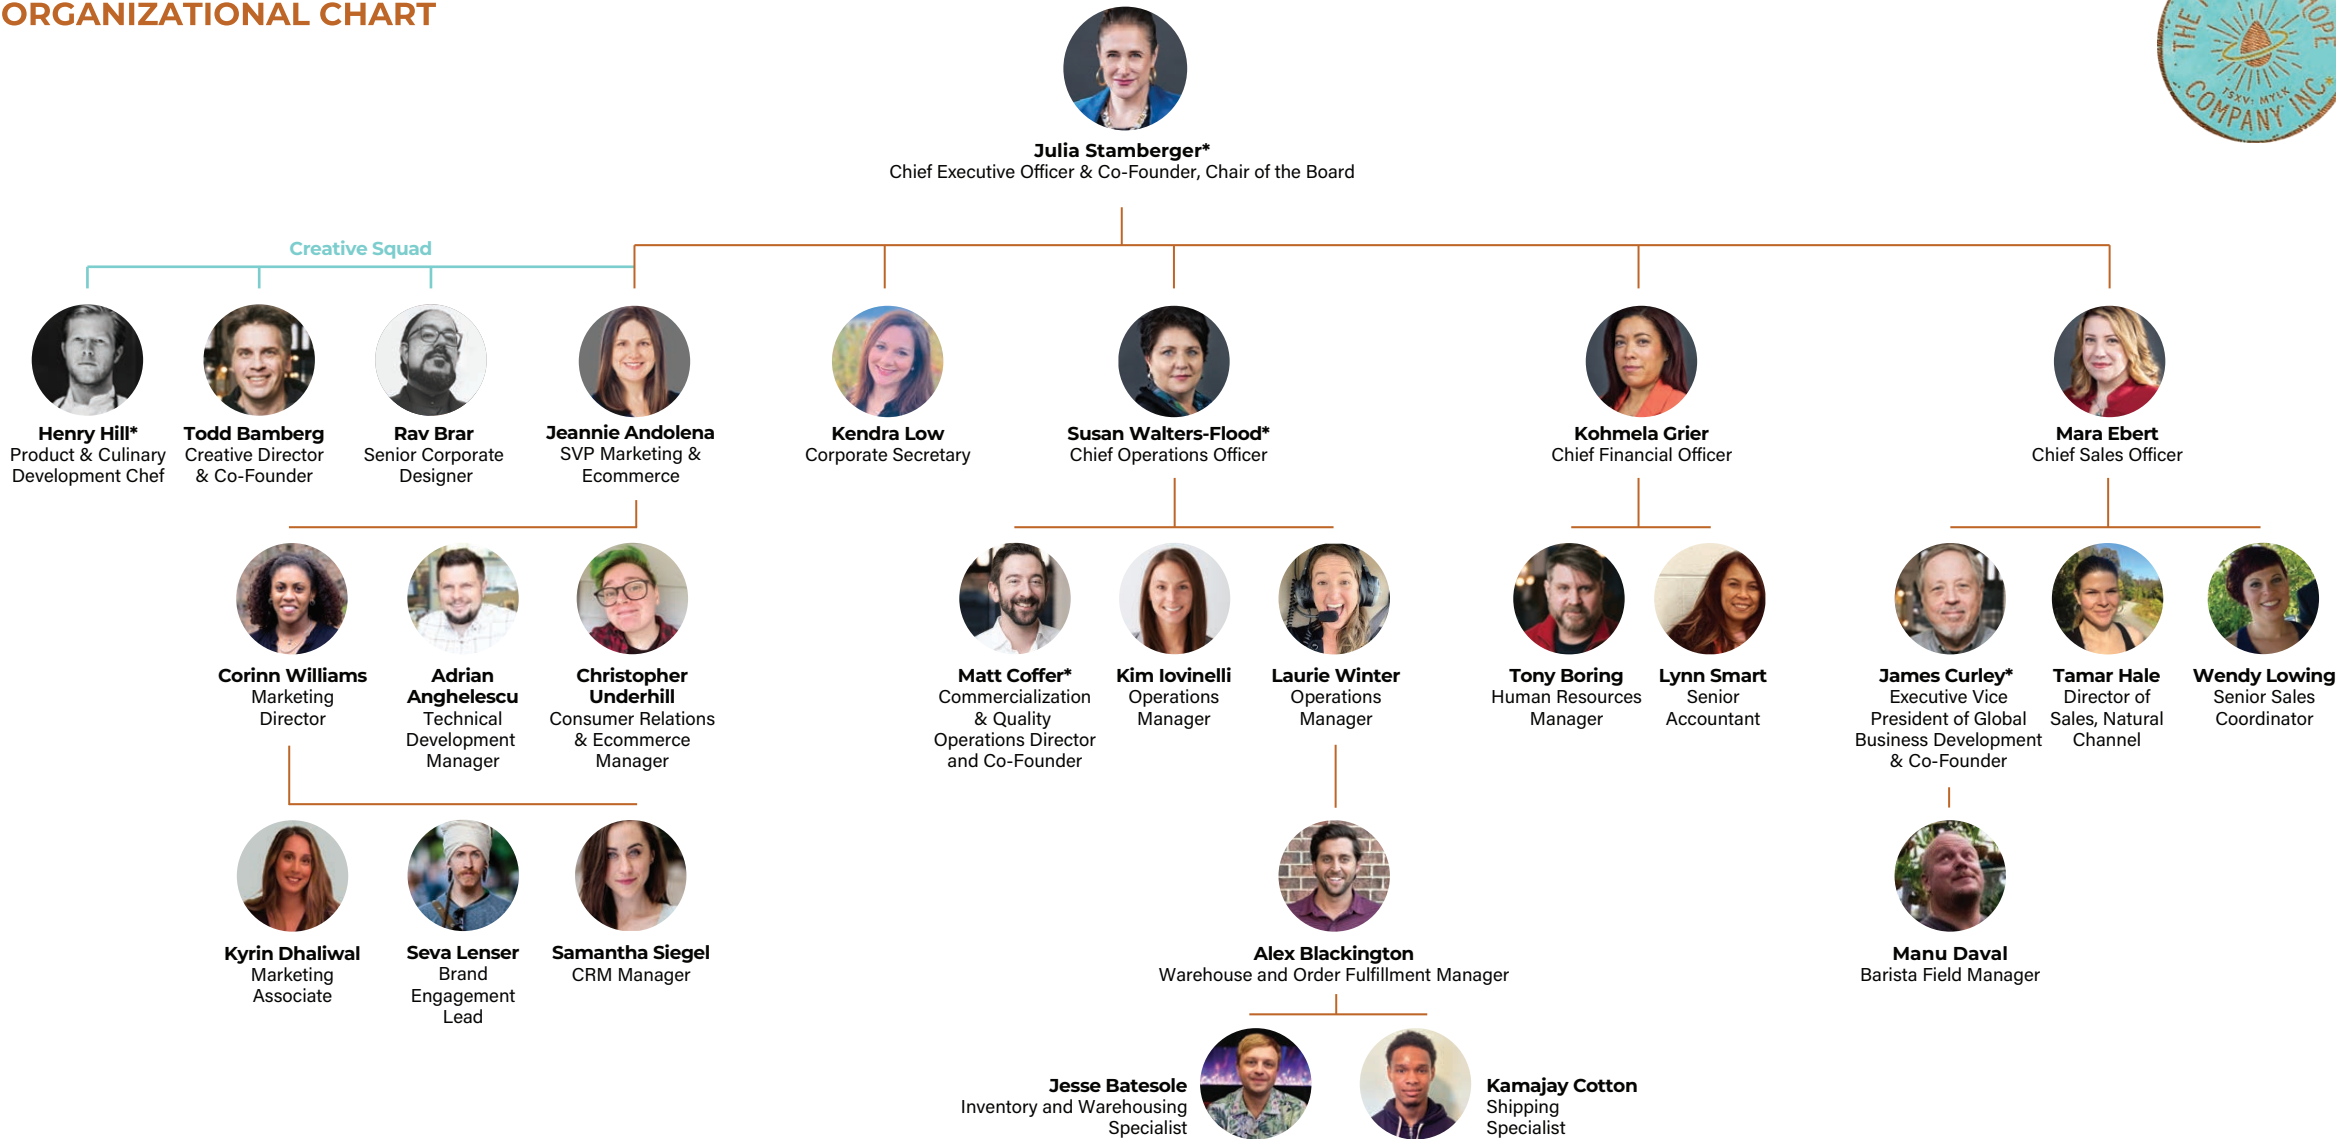 ORGANIZATIONAL CHART
THE
OPE
COMPANY INC.*
TSXV: MYLK
Julia Stamberger*
Chief Executive Officer & Co-Founder, Chair of the Board
Creative Squad
Henry Hill*
Product & Culinary
Development Chef
Todd Bamberg
Creative Director
& Co-Founder
Rav Brar
Senior Corporate
Designer
Jeannie Andolena
SVP Marketing &
Ecommerce
Kendra Low
Corporate Secretary
Susan Walters-Flood*
Chief Operations Officer
Kohmela Grier
Chief Financial Officer
Mara Ebert
Chief Sales Officer
Corinn Williams
Marketing
Director
Adrian
Anghelescu
Technical
Development
Manager
Christopher
Underhill
Consumer Relations
& Ecommerce
Manager
Matt Coffer*
Commercialization
& Quality
Operations Director
and Co-Founder
Kim Iovinelli
Operations
Manager
Laurie Winter
Operations
Manager
Tony Boring
Human Resources
Manager
Lynn Smart
Senior
Accountant
James Curley*
Executive Vice
President of Global
Business Development
& Co-Founder
Tamar Hale
Director of
Sales, Natural
Channel
Wendy Lowing
Senior Sales
Coordinator
Kyrin Dhaliwal
Marketing
Associate
Seva Lenser
Brand
Engagement
Lead
Samantha Siegel
CRM Manager
Alex Blackington
Warehouse and Order Fulfillment Manager
Manu Daval
Barista Field Manager
Jesse Batesole
Inventory and Warehousing
Specialist
Kamajay Cotton
Shipping
Specialist